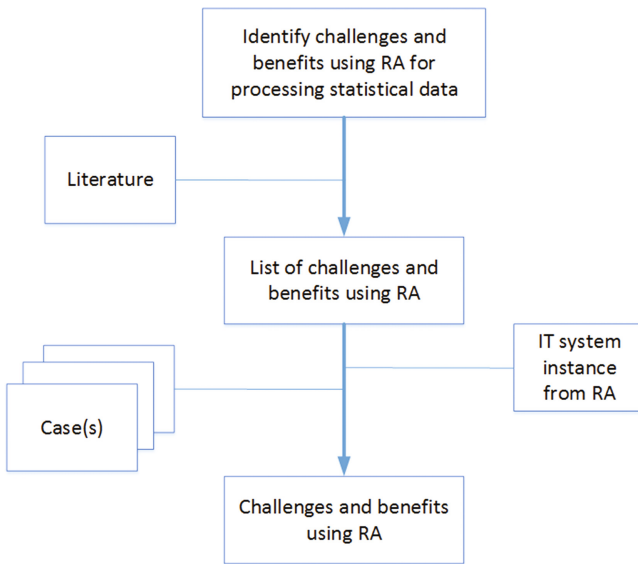 Identify challenges and
benefits using RA for
processing statistical data
Literature
List of challenges and
benefits using RA
IT system
instance
from RA
Case(s)
Challenges and benefits
using RA